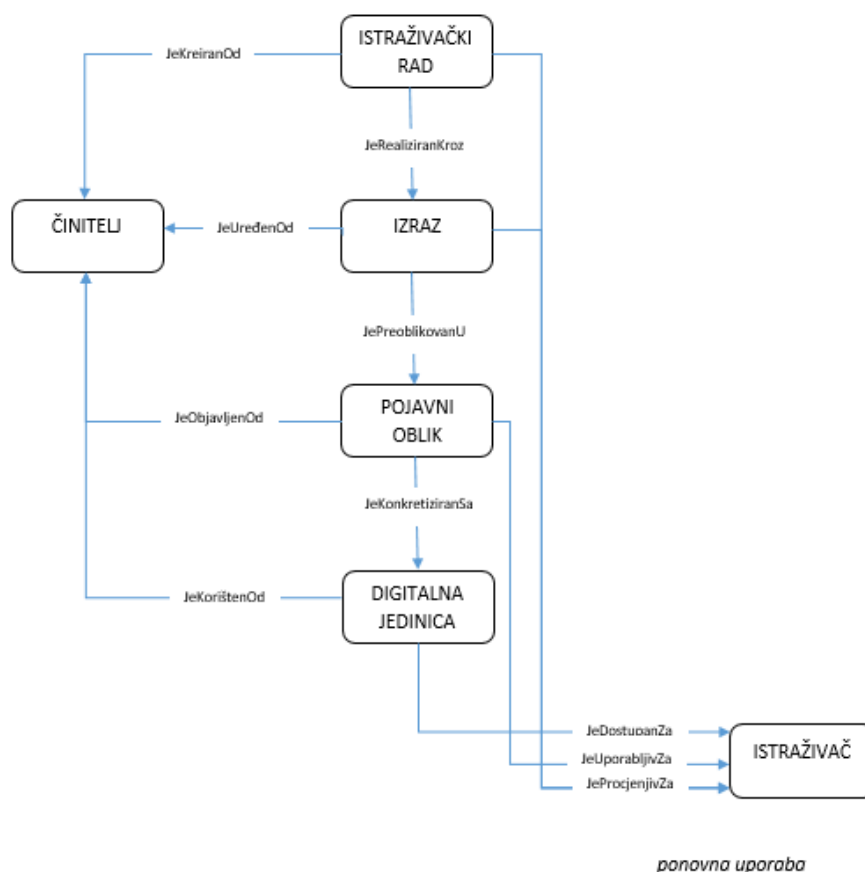 ISTRAŽIVAČKI
RAD
JeKreiranOd
JeRealiziranKroz
ČINITELJ
JeUređenOd
IZRAZ
JePreoblikovanU
POJAVNI
OBLIK
JeObjavljenOd
JeKonkretiziranSa
DIGITALNA
JEDINICA
JeKorištenOd
JeDostupanZa
ISTRAŽIVAČ
JeUporabljivZa
JeProcjenjivZa
ponovna uporaba